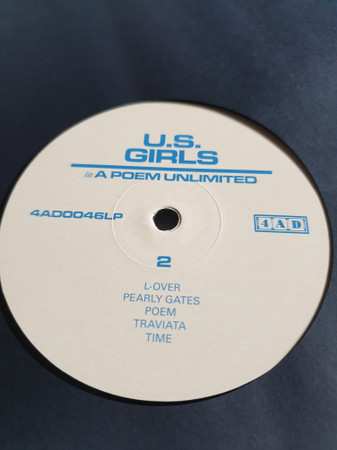 U.S.
GIRLS
in A POEM UNLIMITED
4AD0046LP
4AD
2
L-OVER
PEARLY GATES
POEM
TRAVIATA
TIME